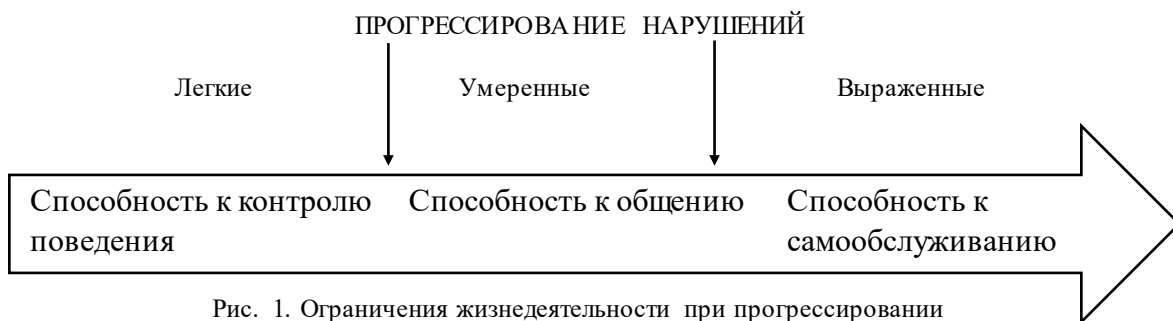 ПРОГРЕССИРОВАНИЕ НАРУШЕНИЙ
Легкие Умеренные Выраженные
Способность к контролю Способность к общению Способность к
поведения самообслуживанию
Рис. 1. Ограничения жизнедеятельности при прогрессировании